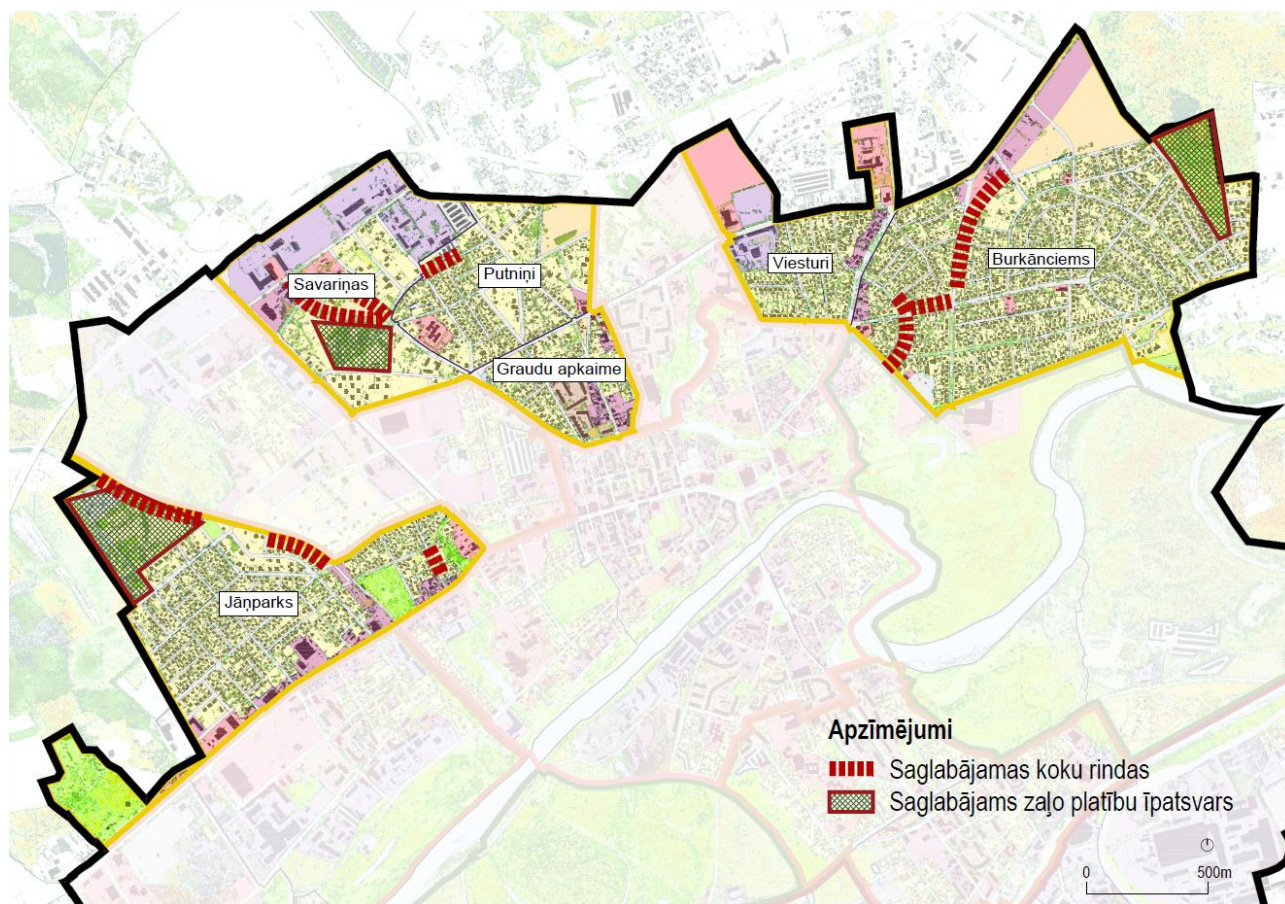 Viesturi
Burkānciems
Savariņas
Putniņi
Graudu apkaime
Jāņparks
Apzīmējumi
Saglabājamas koku rindas
Saglabājams zaļo platību īpatsvars
0 500m